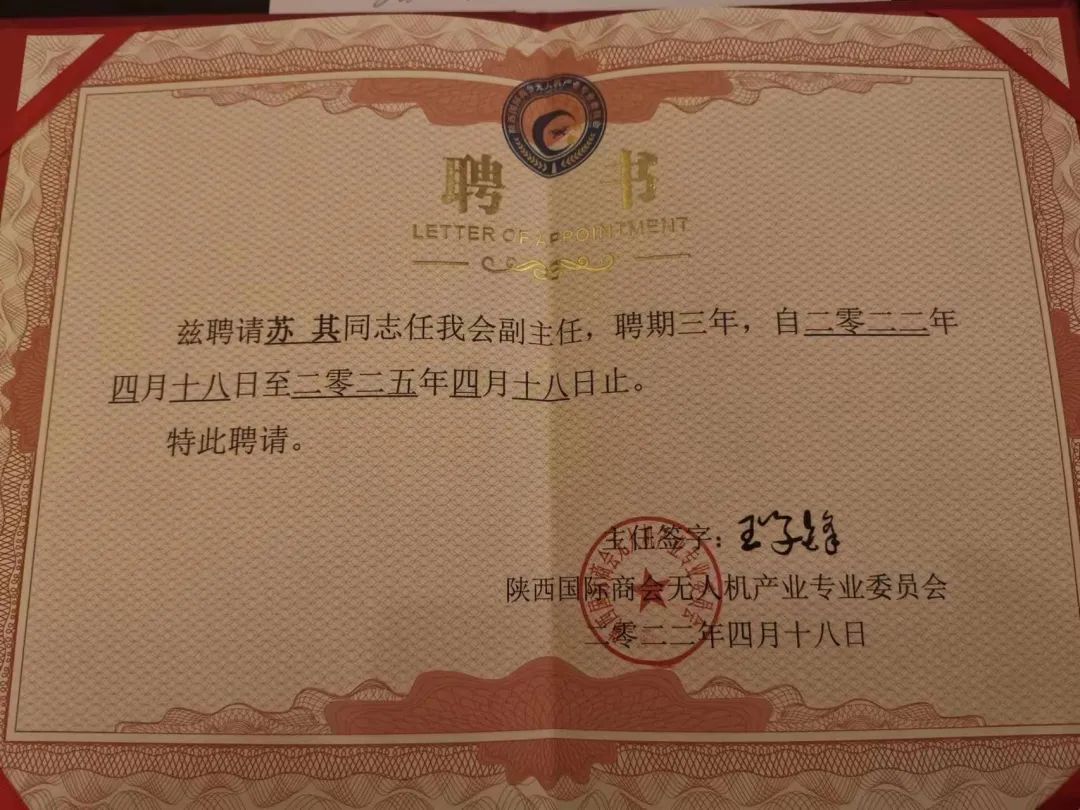 聘书
LETTER OF APPOINTMENT
兹聘请苏 其同志任我会副主任，聘期三年，自二零二二年
四月十八日至二零二五年四月十八日止。
特此聘请。
主任签字：王学锋
陕西国际商会无人机产业专业委员会
二零二二年四月十八日